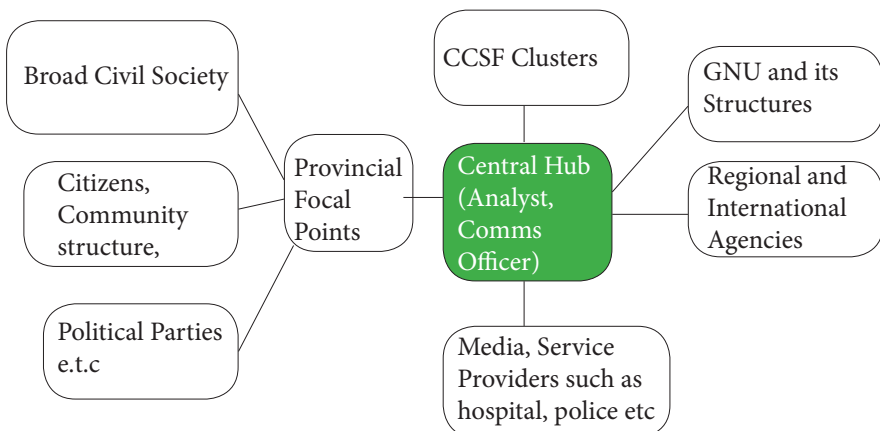 Broad Civil Society
Citizens,
Community
structure,
Political Parties
e.t.c
Provincial
Focal
Points
CCSF Clusters
Central Hub
(Analyst,
Comms
Officer)
Media, Service
Providers such as
hospital, police etc
GNU and its
Structures
Regional and
International
Agencies